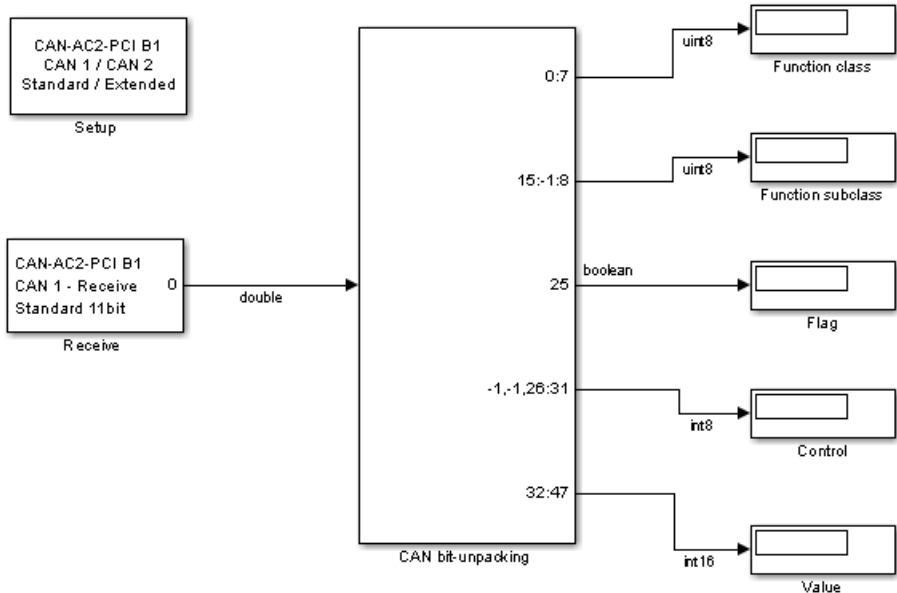 CAN-AC2-PCI B1
CAN 1 / CAN 2
Standard / Extended
Setup
CAN-AC2-PCI B1
CAN 1 - Receive
Standard 11bit
0
Receive
double
0:7
15:-1:8
25
-1,-1,26:31
32:47
CAN bit-unpacking
uint8
Function class
uint8
Function subclass
boolean
Flag
int8
Control
int16
Value